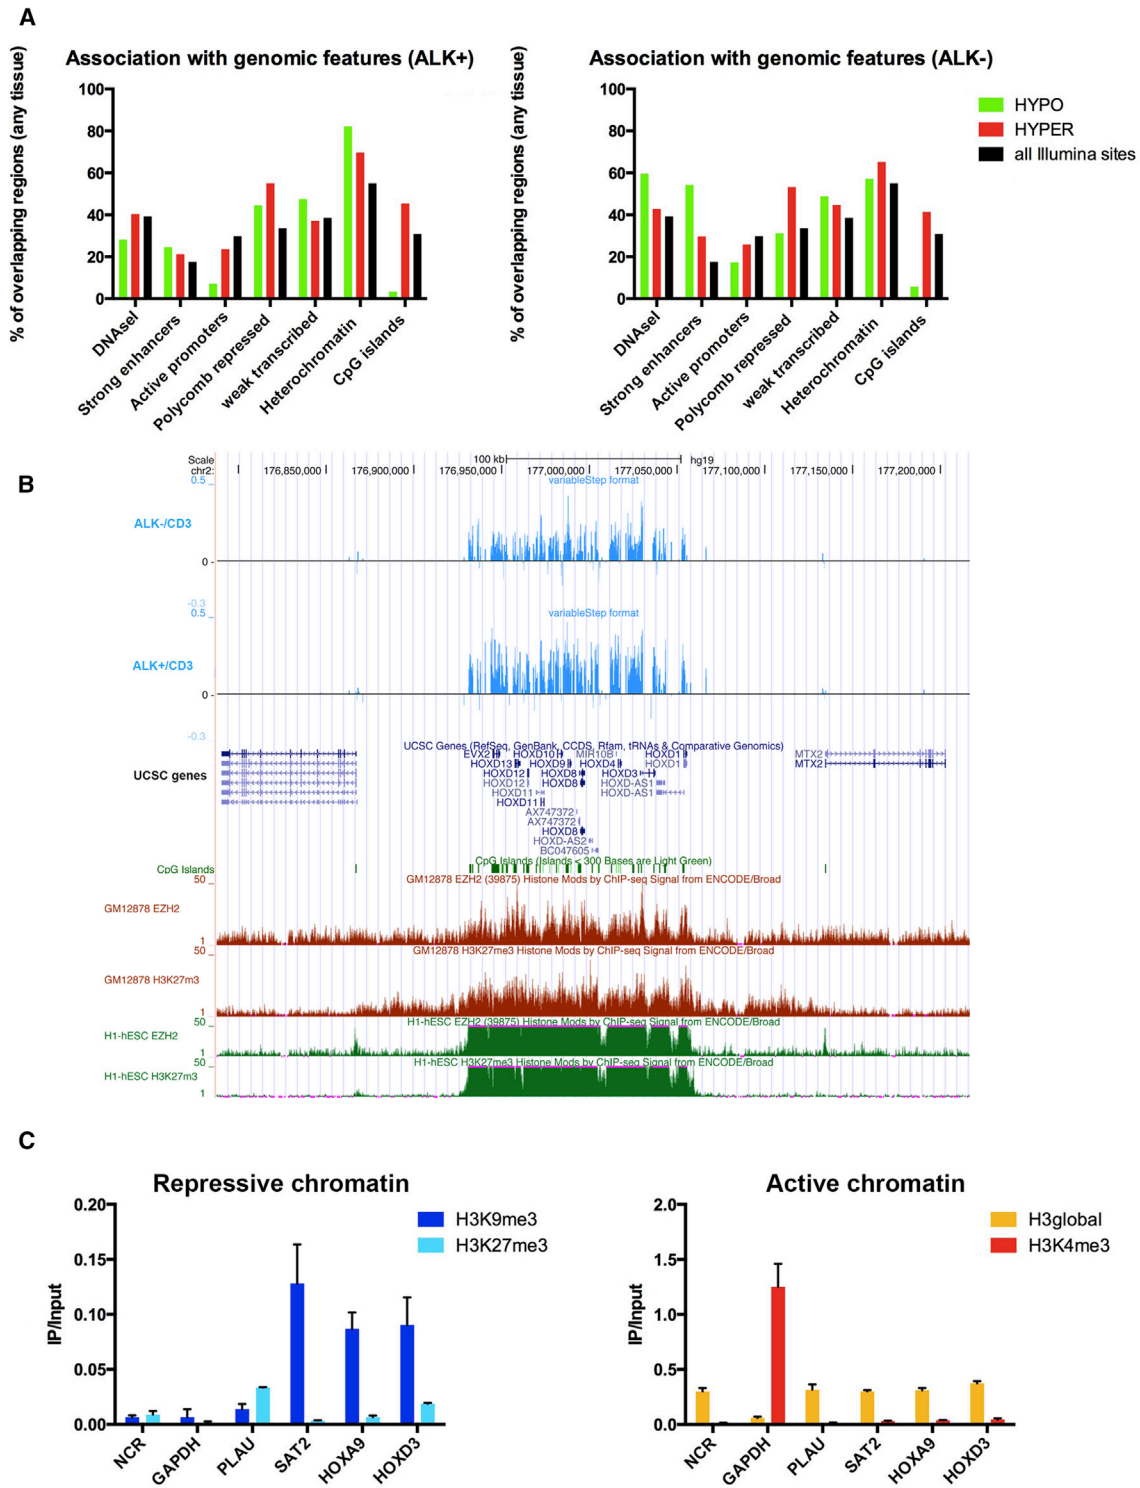 A
Association with genomic features (ALK+)
% of overlapping regions (any tissue)
100
80
60
40
20
0
DNAseI
Strong enhancers
Active promoters
Polycomb repressed
weak transcribed
Heterochromatin
CpG islands
Association with genomic features (ALK-)
% of overlapping regions (any tissue)
100
80
60
40
20
0
DNAseI
Strong enhancers
Active promoters
Polycomb repressed
weak transcribed
Heterochromatin
CpG islands
HYPO
HYPER
all Illumina sites
B
Scale
100 kb
hg19
chr2:
176,850,000
176,900,000
176,950,000
177,000,000
177,050,000
177,100,000
177,150,000
177,200,000
0.5
variableStep format
ALK-/CD3
0 -
-0.3
0.5
variableStep format
ALK+/CD3
0 -
-0.3
UCSC Genes (RefSeq, GenBank, CCDS, Rfam, tRNAs & Comparative Genomics)
UCSC genes
EVX2 HOXD10 MIR10B HOXD1 MTX2
HOXD13 HOXD9 HOXD4 HOXD1 MTX2
HOXD12 HOXD8 HOXD3
HOXD12 HOXD8 HOXD-AS1
HOXD11 HOXD-AS1
HOXD11
AX747372
AX747372
HOXD8
HOXD-AS2
BC047605
CpG Islands (Islands < 300 Bases are Light Green)
CpG Islands
50
GM12878 EZH2 (39875) Histone Mods by ChIP-seq Signal from ENCODE/Broad
GM12878 EZH2
1
50
GM12878 H3K27me3 Histone Mods by ChIP-seq Signal from ENCODE/Broad
GM12878 H3K27m3
1
50
H1-hESC EZH2 (39875) Histone Mods by ChIP-seq Signal from ENCODE/Broad
H1-hESC EZH2
1
50
H1-hESC H3K27me3 Histone Mods by ChIP-seq Signal from ENCODE/Broad
H1-hESC H3K27m3
1
C
Repressive chromatin
IP/Input
0.20
0.15
0.10
0.05
0.00
H3K9me3
H3K27me3
NCR
GAPDH
PLAU
SAT2
HOXA9
HOXD3
Active chromatin
IP/Input
2.0
1.5
1.0
0.5
0.0
H3global
H3K4me3
NCR
GAPDH
PLAU
SAT2
HOXA9
HOXD3